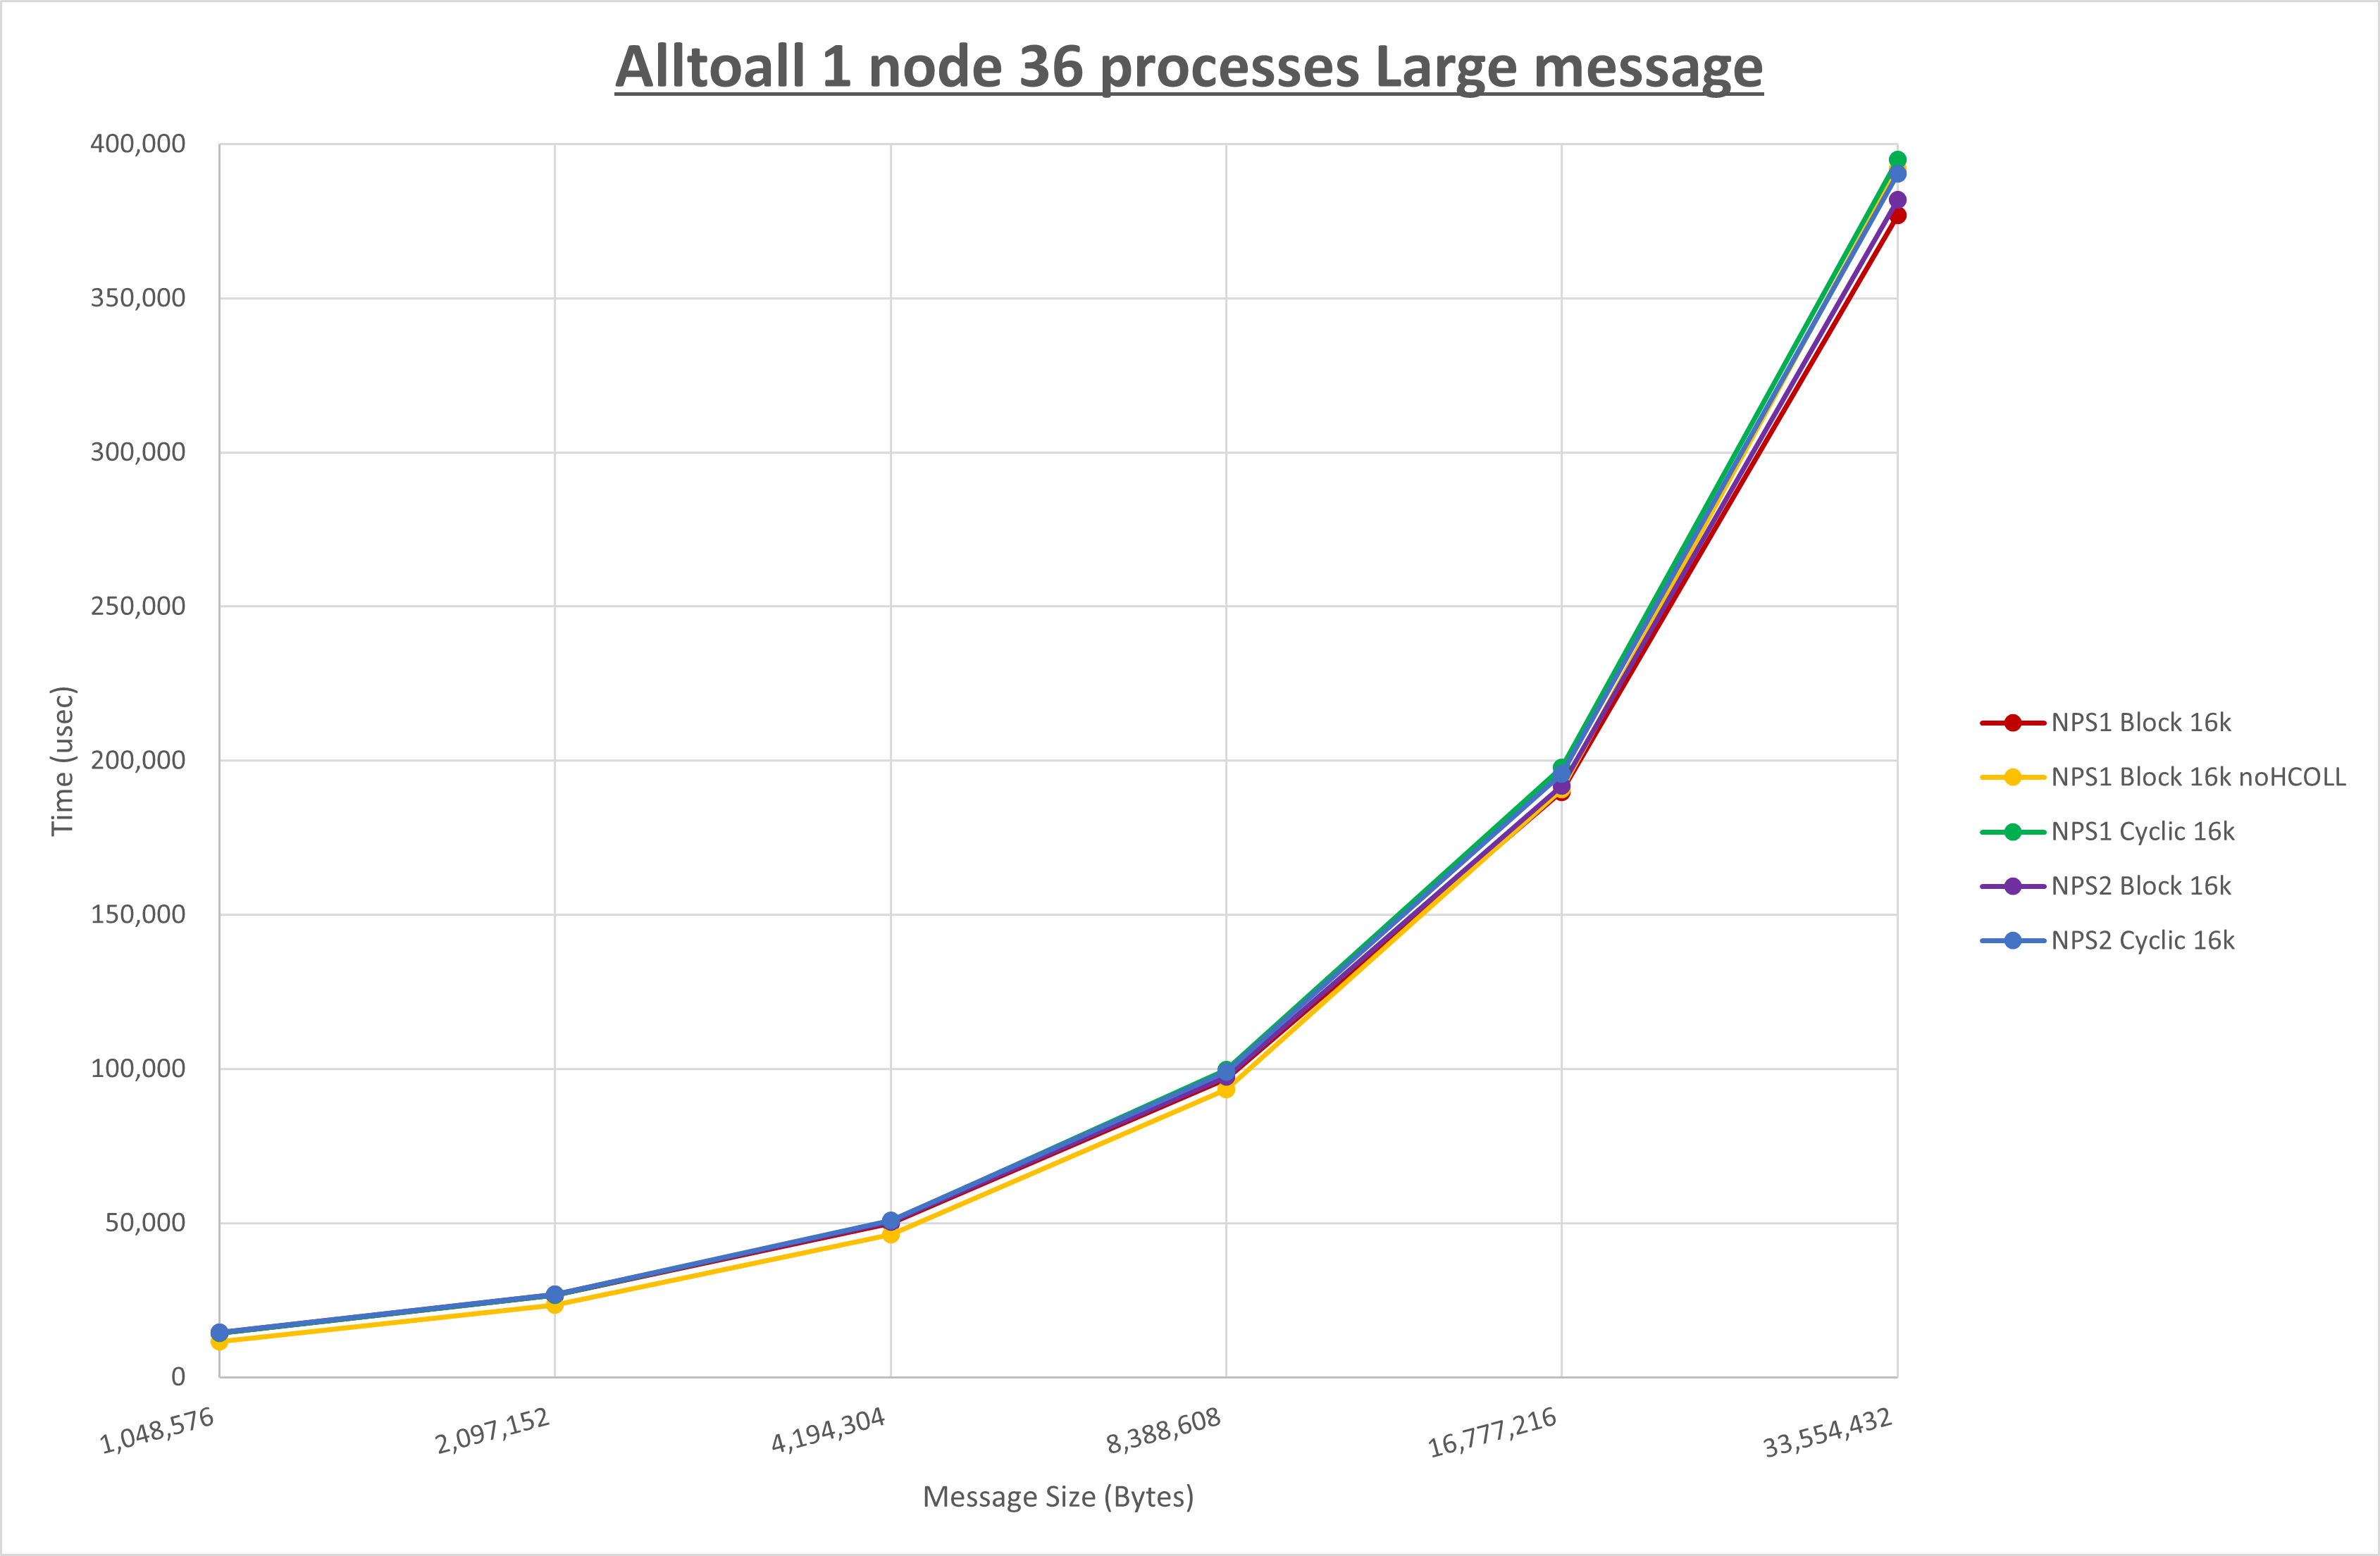 Alltoall 1 node 36 processes Large message
400,000
350,000
300,000
250,000
200,000
150,000
100,000
50,000
0
Time (usec)
1,048,576
2,097,152
4,194,304
8,388,608
16,777,216
33,554,432
Message Size (Bytes)
NPS1 Block 16k
NPS1 Block 16k noHCOLL
NPS1 Cyclic 16k
NPS2 Block 16k
NPS2 Cyclic 16k